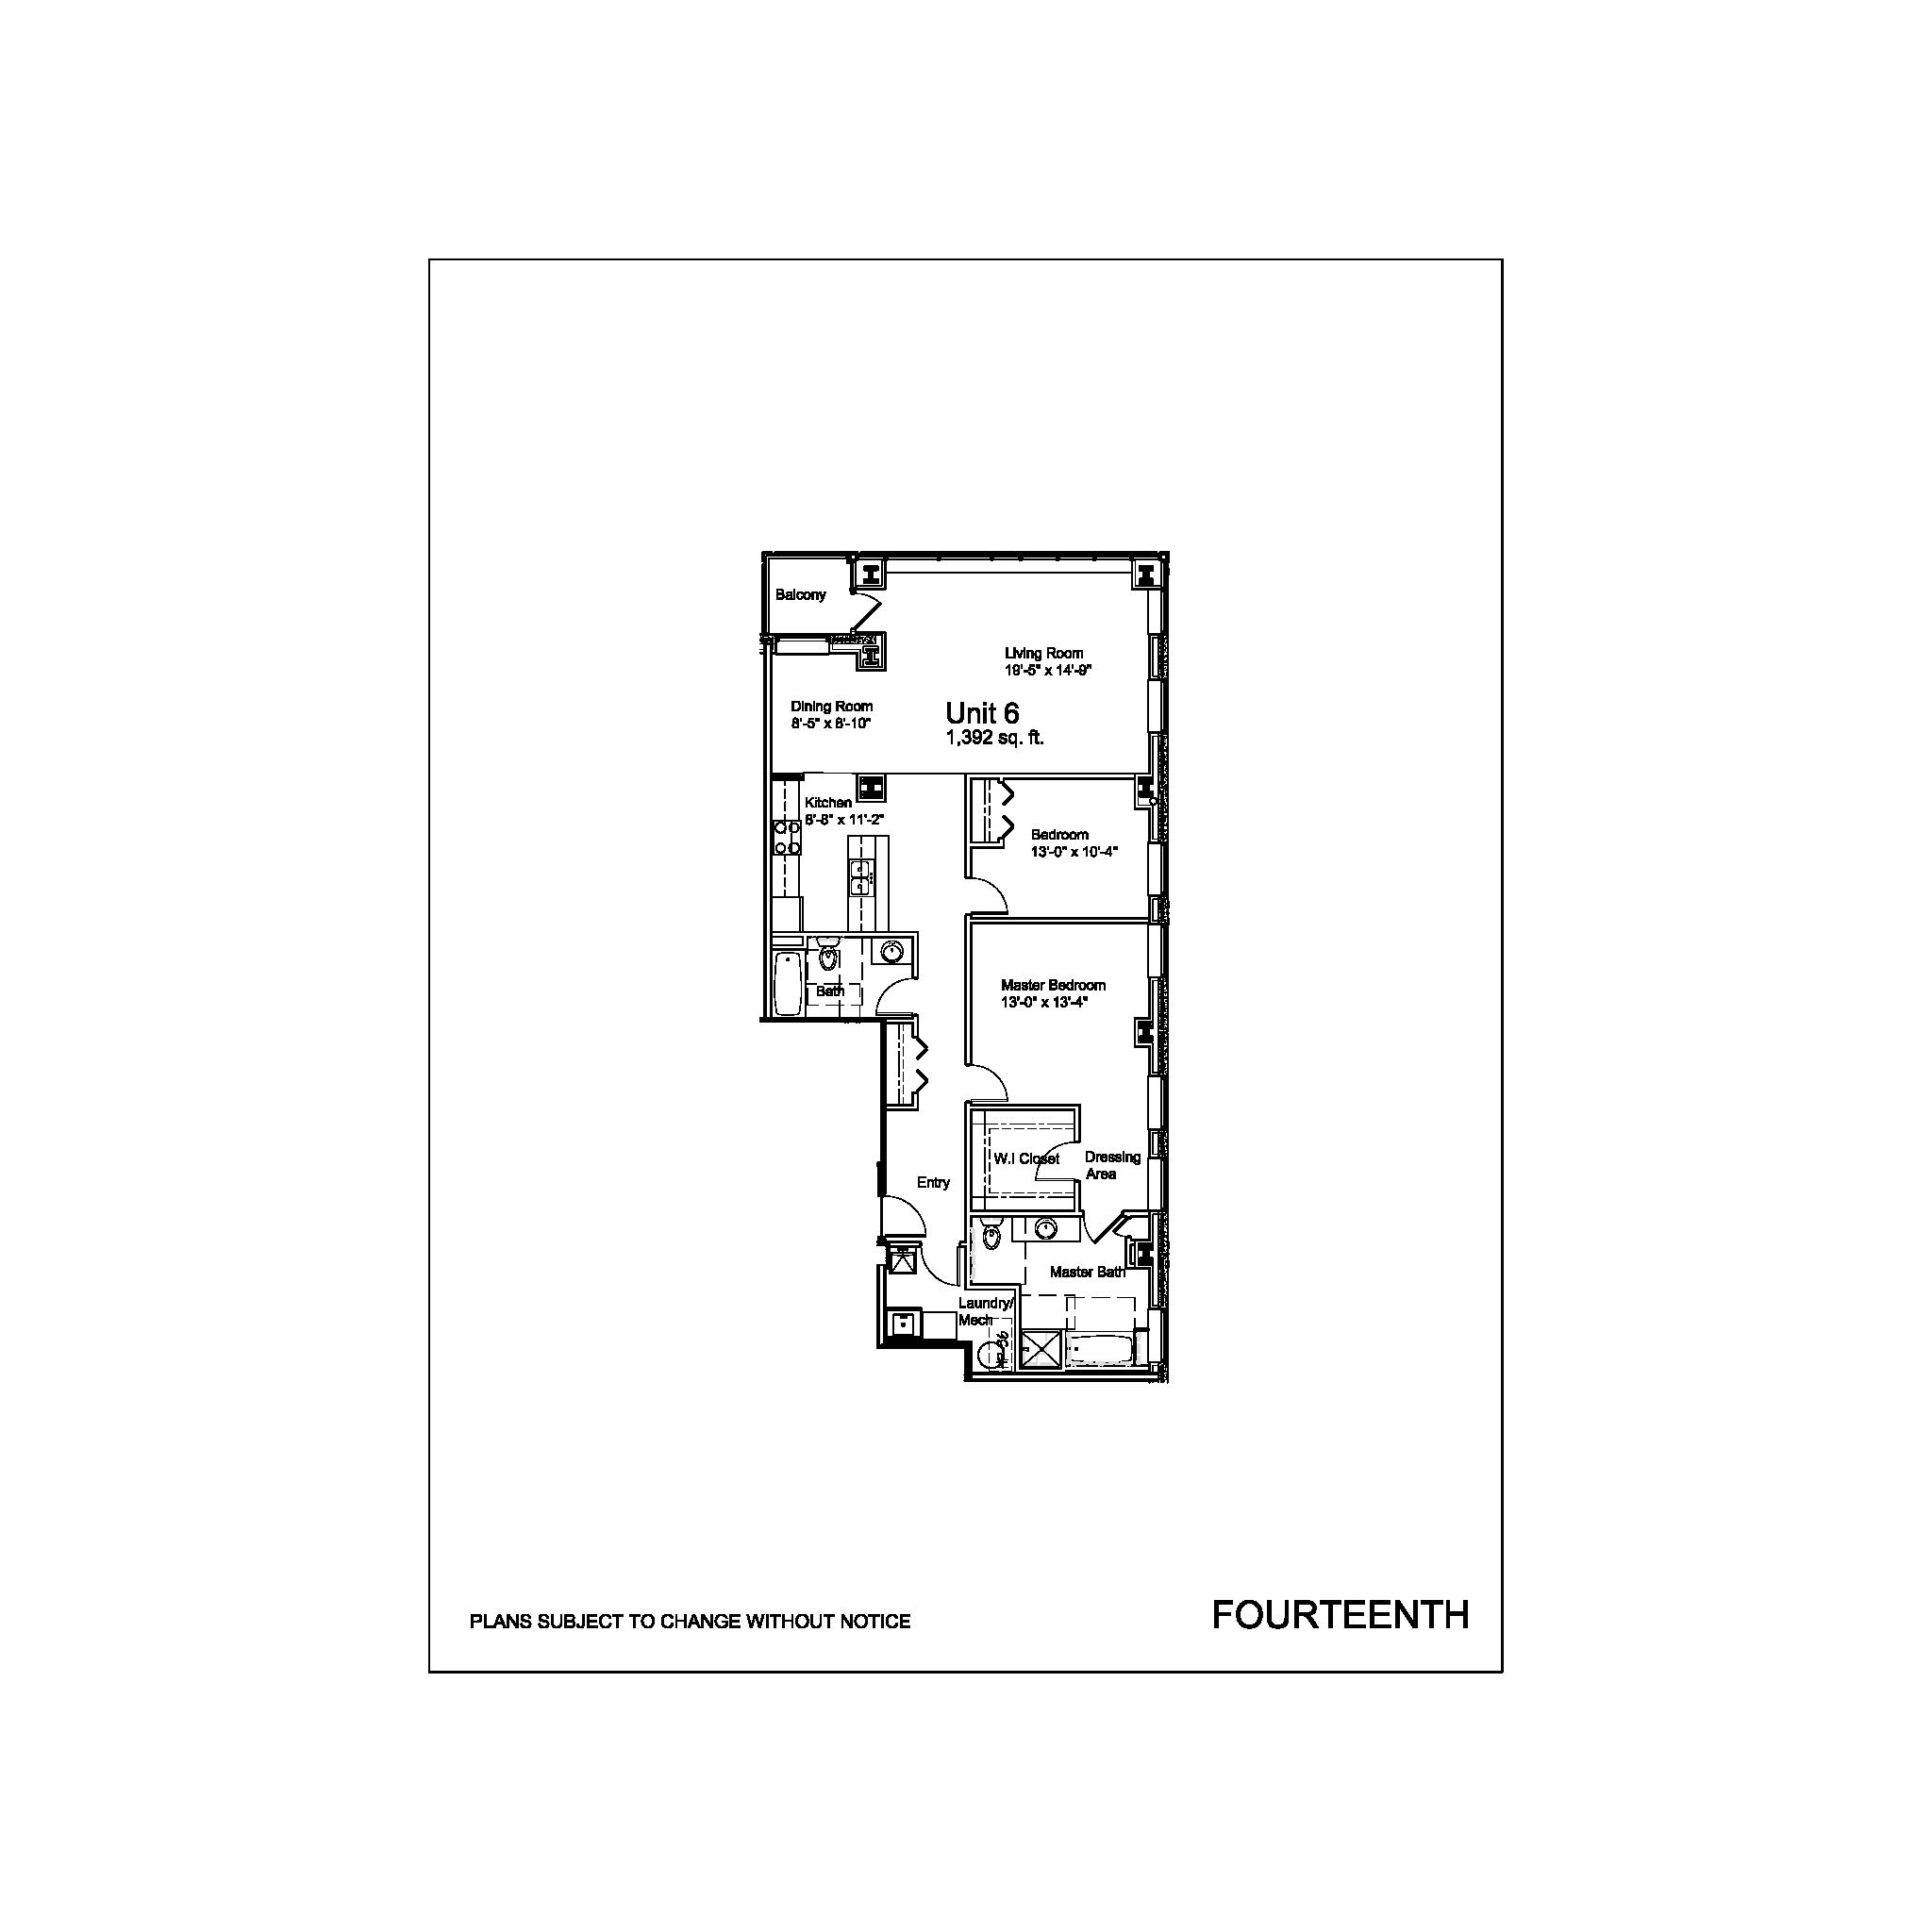 Balcony
Living Room
19'-5" x 14'-9"
Dining Room
8'-5" x 8'-10"
Unit 6
1,392 sq. ft.
Kitchen
8'-8" x 11'-2"
Bedroom
13'-0" x 10'-4"
Master Bedroom
13'-0" x 13'-4"
Bath
W.I Closet
Dressing
Area
Entry
Master Bath
Laundry/
Mech
PLANS SUBJECT TO CHANGE WITHOUT NOTICE
FOURTEENTH